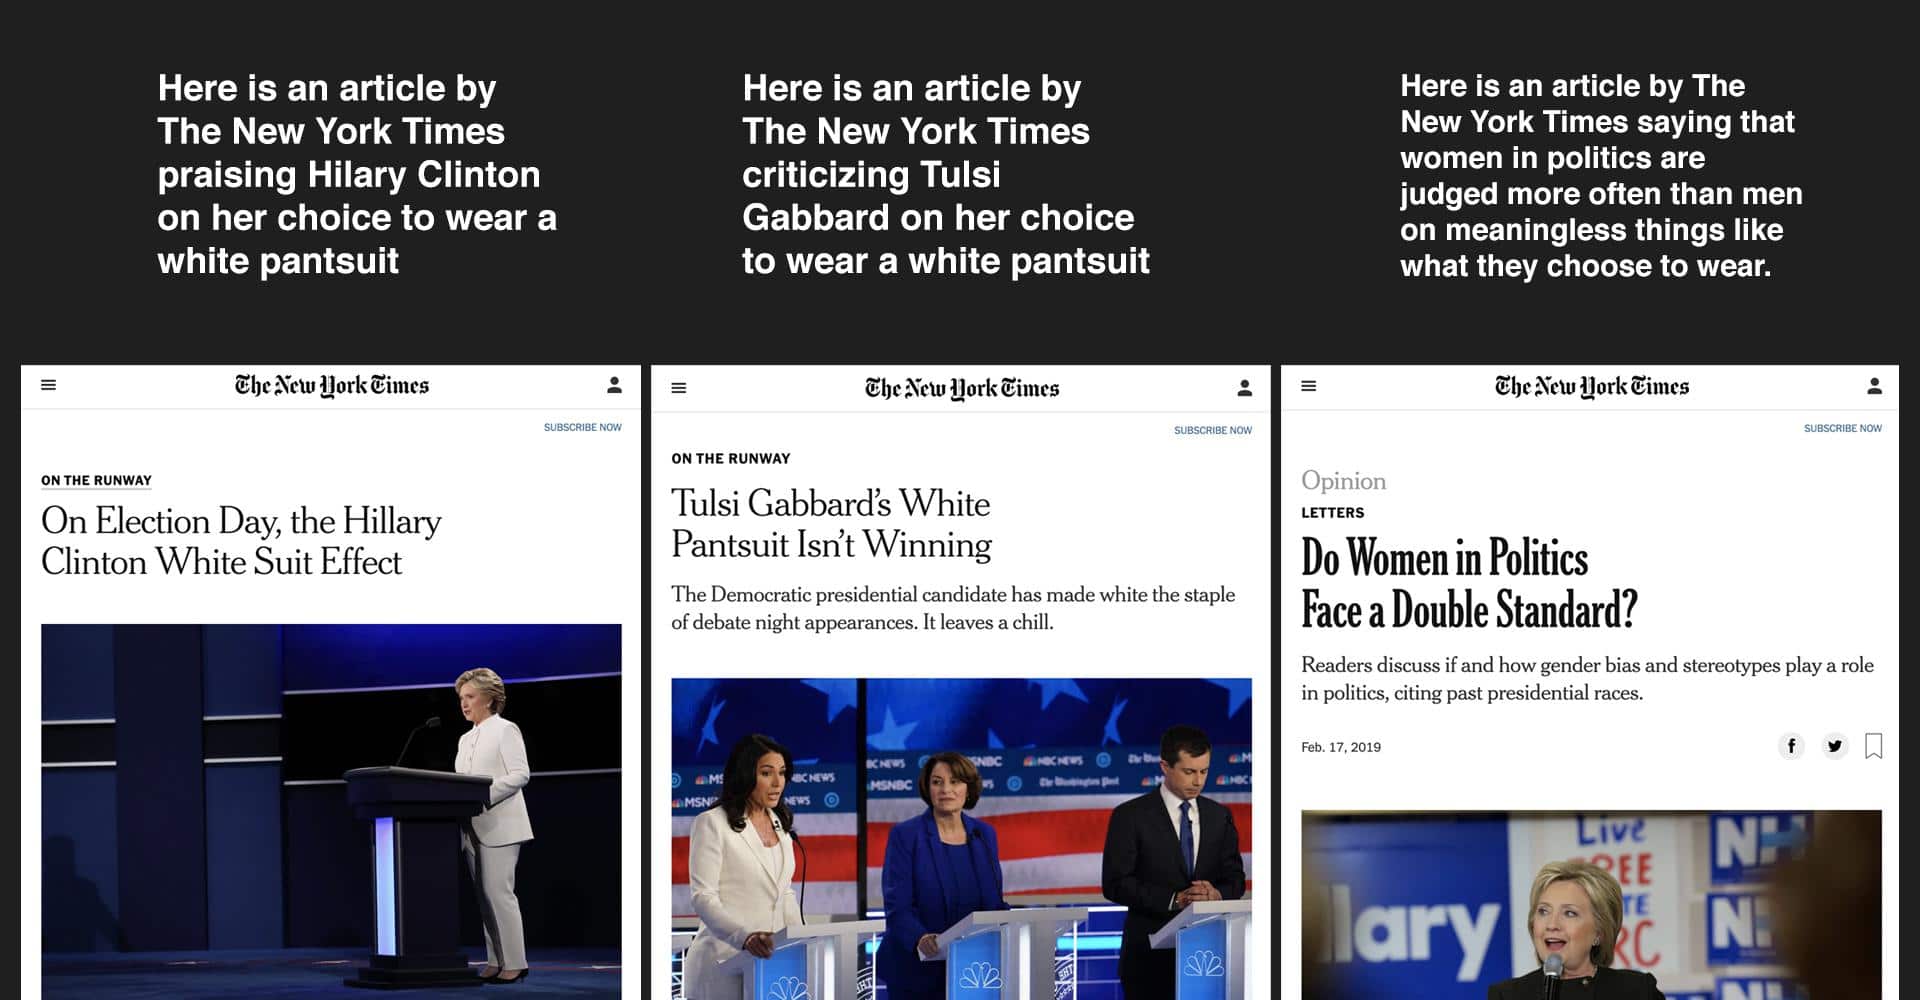 Here is an article by
The New York Times
praising Hilary Clinton
on her choice to wear a
white pantsuit
Here is an article by
The New York Times
criticizing Tulsi
Gabbard on her choice
to wear a white pantsuit
Here is an article by The
New York Times saying that
women in politics are
judged more often than men
on meaningless things like
what they choose to wear.
The New York Times
SUBSCRIBE NOW
ON THE RUNWAY
On Election Day, the Hillary
Clinton White Suit Effect
The New York Times
SUBSCRIBE NOW
ON THE RUNWAY
Tulsi Gabbard's White
Pantsuit Isn't Winning
The Democratic presidential candidate has made white the staple
of debate night appearances. It leaves a chill.
BC NEWS
MSNBC
NBC NEWS
The Washington Post
MSNBC
NEWS
The New York Times
SUBSCRIBE NOW
Opinion
LETTERS
Do Women in Politics
Face a Double Standard?
Readers discuss if and how gender bias and stereotypes play a role
in politics, citing past presidential races.
Feb. 17, 2019
Live
REE
lary
NH
N